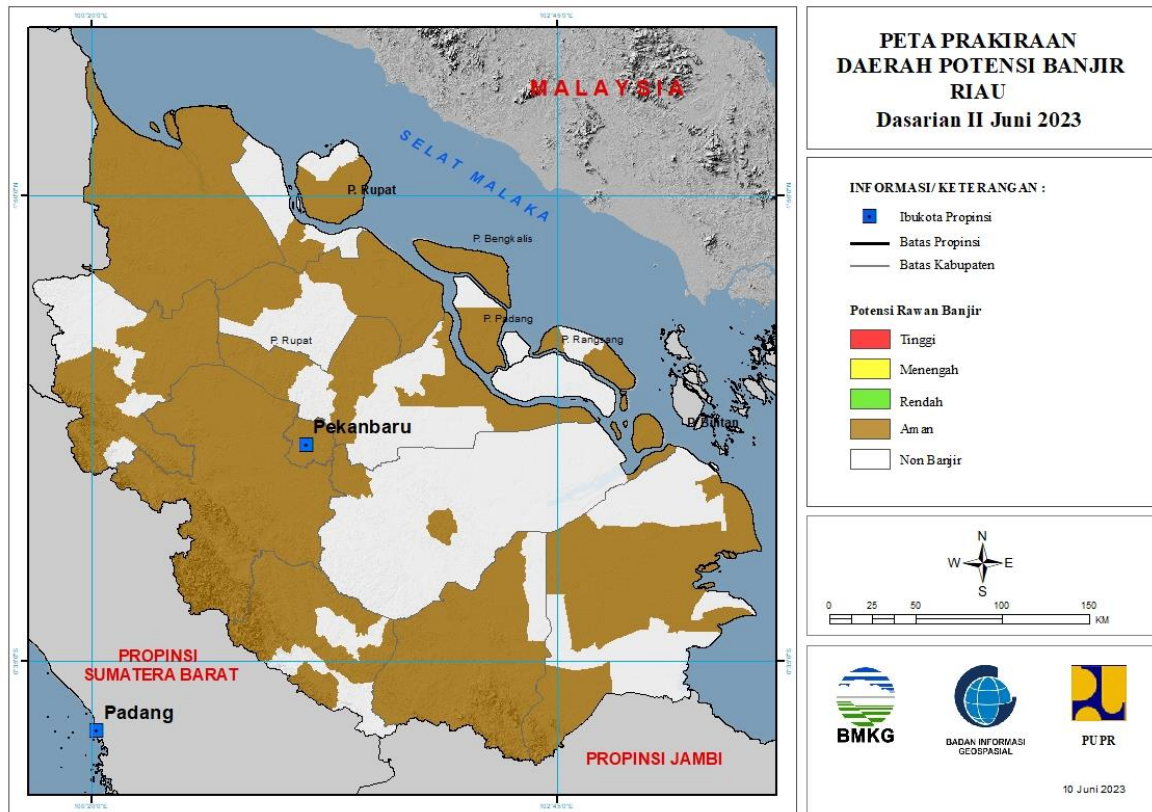 PETA PRAKIRAAN
DAERAH POTENSI BANJIR
RIAU
Dasarian II Juni 2023
INFORMASI/ KETERANGAN :
Ibukota Propinsi
Batas Propinsi
Batas Kabupaten
Potensi Rawan Banjir
Tinggi
Menengah
Rendah
Aman
Non Banjir
N
W E
S
0 25 50 100 150
KM
BMKG
BADAN INFORMASI
GEOSPASIAL
PUPR
10 Juni 2023
MALAYSIA
SELAT MALAKA
P. Rupat
P. Bengkalis
P. Padang
P. Rangsang
P. Rupat
Pekanbaru
PROPINSI
SUMATERA BARAT
Padang
PROPINSI JAMBI